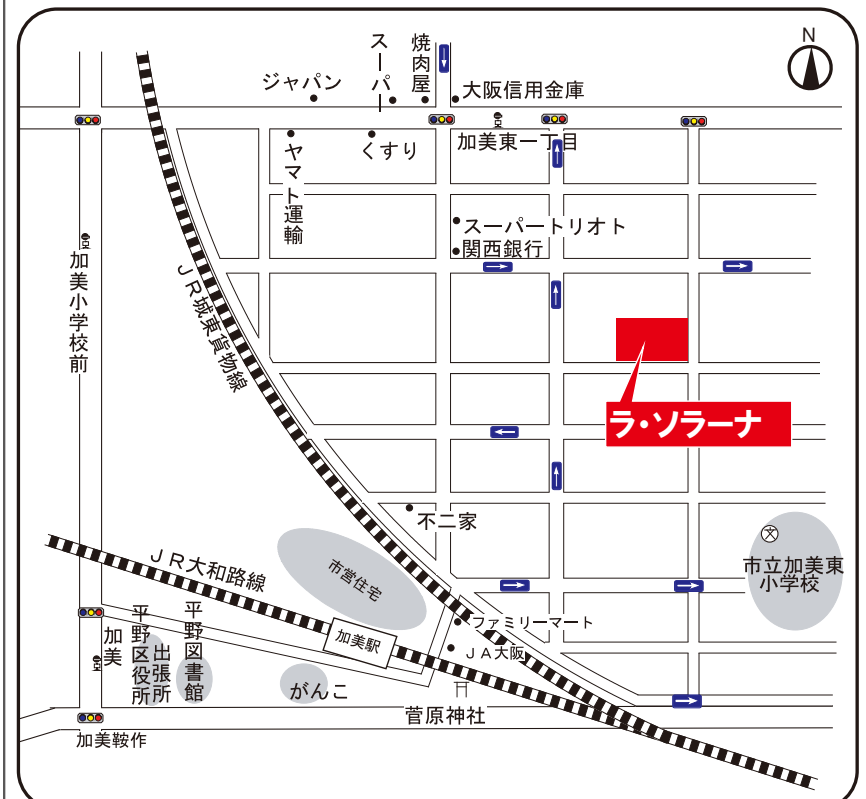 N
焼肉屋
スーパー
ジャパン
大阪信用金庫
加美東一丁目
くすり
ヤマト運輸
スーパートリオト
関西銀行
加美小学校前
JR城東貨物線
ラ・ソラーナ
不二家
文
市立加美東
小学校
JR大和路線
市営住宅
ファミリーマート
加美駅
JA大阪
加美
平野区役所
出張所
平野図書館
がんこ
菅原神社
加美鞍作